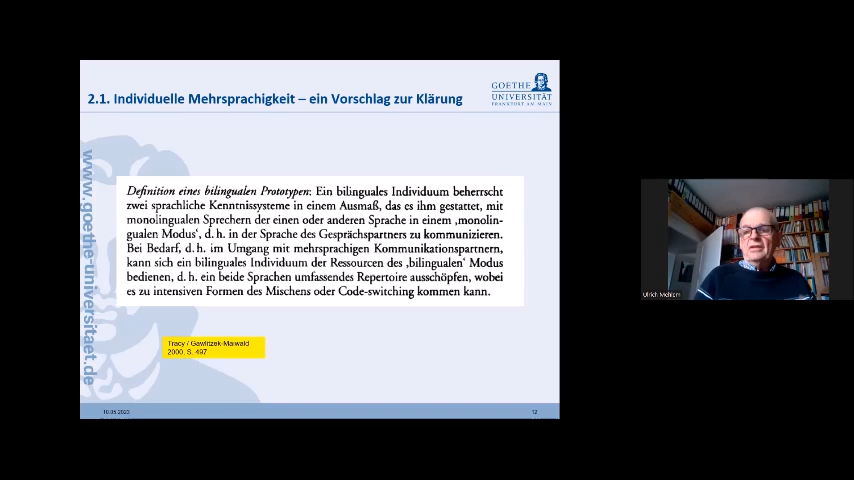 2.1. Individuelle Mehrsprachigkeit – ein Vorschlag zur Klärung
GOETHE
UNIVERSITÄT
FRANKFURT AM MAIN
www.goethe-universitaet.de
Definition eines bilingualen Prototypen: Ein bilinguales Individuum beherrscht
zwei sprachliche Kenntnissysteme in einem Ausmaß, das es ihm gestattet, mit
monolingualen Sprechern der einen oder anderen Sprache in einem ‚monolin-
gualen Modus‘, d. h. in der Sprache des Gesprächspartners zu kommunizieren.
Bei Bedarf, d. h. im Umgang mit mehrsprachigen Kommunikationspartnern,
kann sich ein bilinguales Individuum der Ressourcen des ‚bilingualen‘ Modus
bedienen, d. h. ein beide Sprachen umfassendes Repertoire ausschöpfen, wobei
es zu intensiven Formen des Mischens oder Code-switching kommen kann.
Tracy / Gawlitzek-Maiwald
2000, S. 497
10.05.2023
12
Ulrich Mehlem